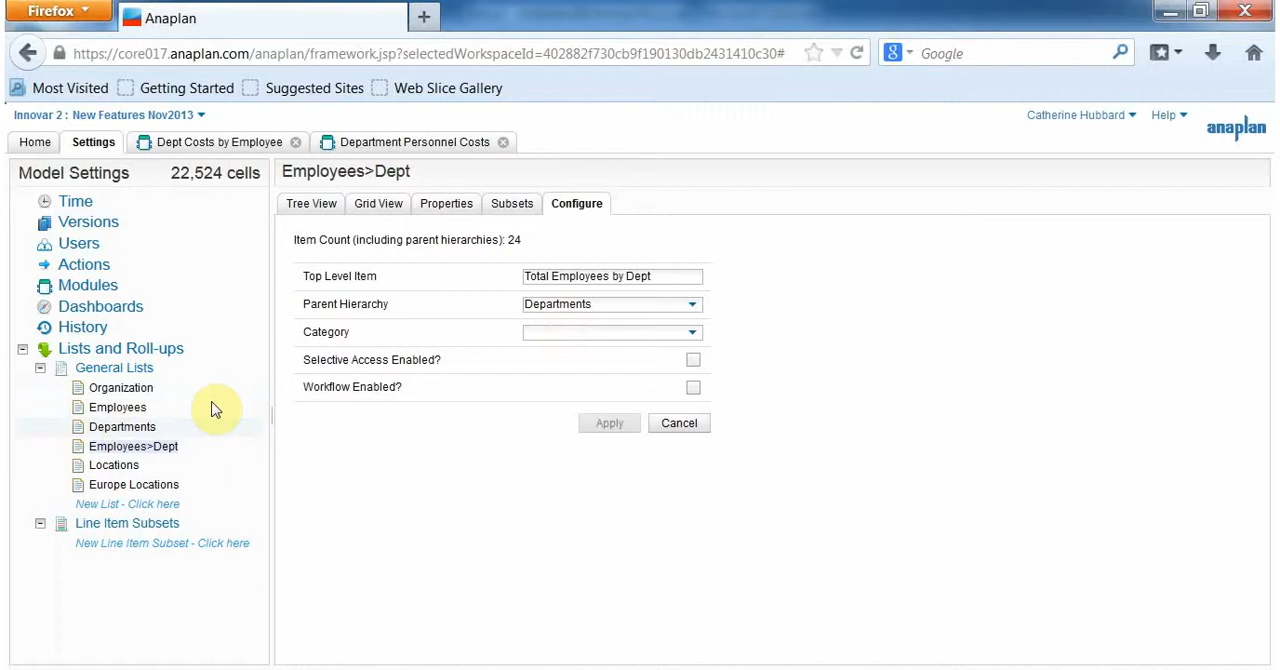 Firefox
Anaplan
https://core017.anaplan.com/anaplan/framework.jsp?selectedWorkspaceId=402882f730cb9f190130db2431410c30#
Google
Most Visited Getting Started Suggested Sites Web Slice Gallery
Innovar 2 : New Features Nov2013
Catherine Hubbard Help
anaplan
Home Settings Dept Costs by Employee Department Personnel Costs
Model Settings 22,524 cells
Time
Versions
Users
Actions
Modules
Dashboards
History
Lists and Roll-ups
General Lists
Organization
Employees
Departments
Employees>Dept
Locations
Europe Locations
New List - Click here
Line Item Subsets
New Line Item Subset - Click here
Employees>Dept
Tree View Grid View Properties Subsets Configure
Item Count (including parent hierarchies): 24
Top Level Item Total Employees by Dept
Parent Hierarchy Departments
Category
Selective Access Enabled?
Workflow Enabled?
Apply Cancel